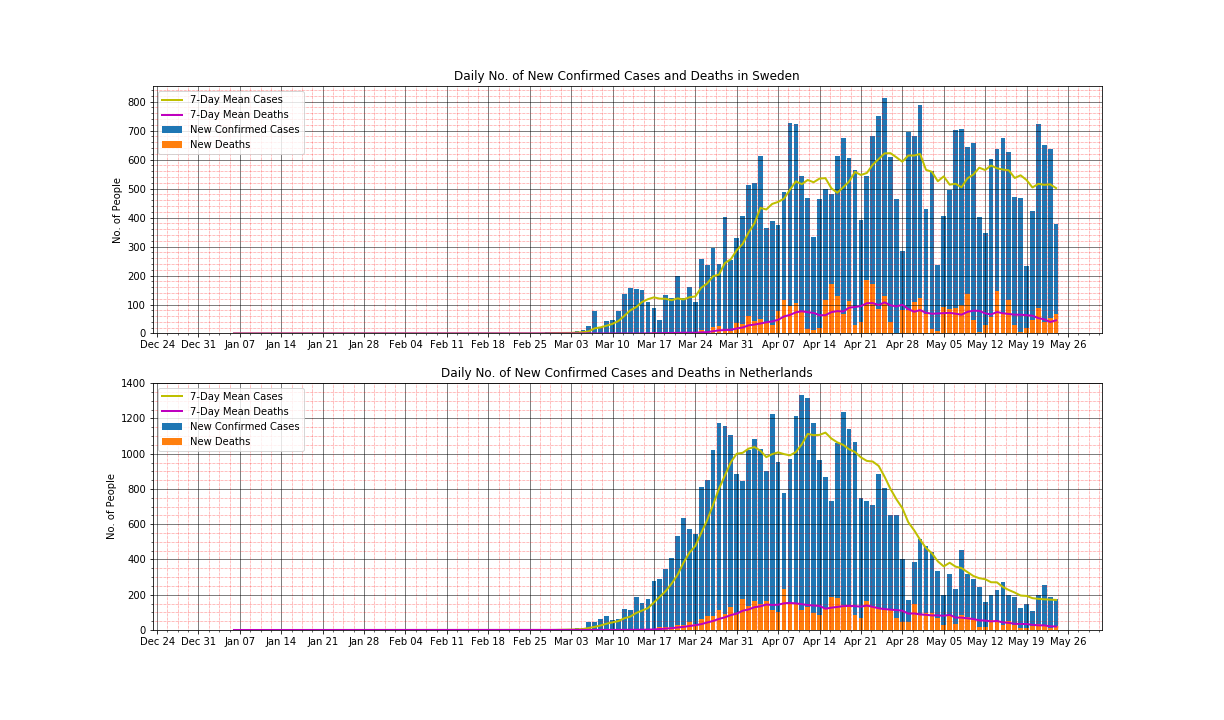 Daily No. of New Confirmed Cases and Deaths in Sweden
7-Day Mean Cases
7-Day Mean Deaths
New Confirmed Cases
New Deaths
No. of People
800
700
600
500
400
300
200
100
0
Dec 24 Dec 31 Jan 07 Jan 14 Jan 21 Jan 28 Feb 04 Feb 11 Feb 18 Feb 25 Mar 03 Mar 10 Mar 17 Mar 24 Mar 31 Apr 07 Apr 14 Apr 21 Apr 28 May 05 May 12 May 19 May 26
Daily No. of New Confirmed Cases and Deaths in Netherlands
7-Day Mean Cases
7-Day Mean Deaths
New Confirmed Cases
New Deaths
No. of People
1400
1200
1000
800
600
400
200
0
Dec 24 Dec 31 Jan 07 Jan 14 Jan 21 Jan 28 Feb 04 Feb 11 Feb 18 Feb 25 Mar 03 Mar 10 Mar 17 Mar 24 Mar 31 Apr 07 Apr 14 Apr 21 Apr 28 May 05 May 12 May 19 May 26